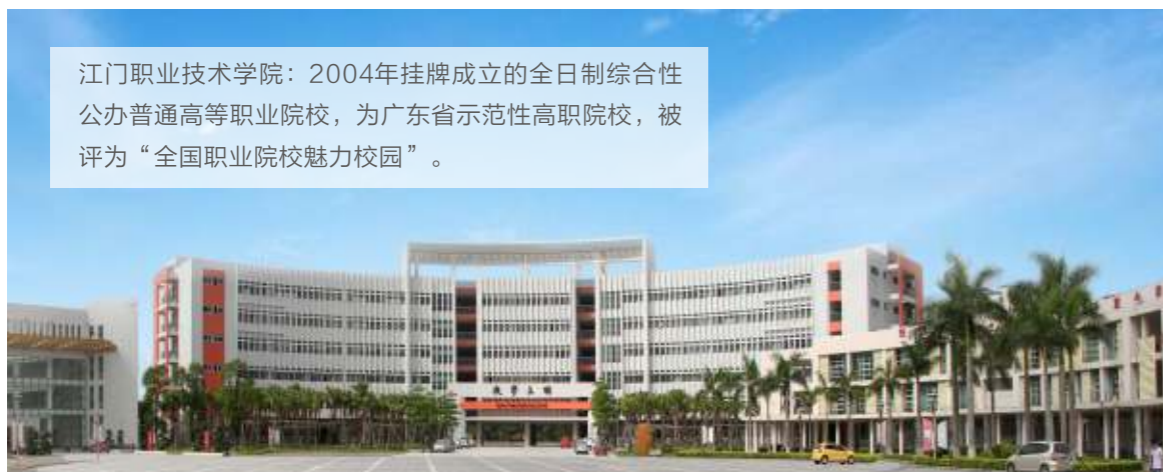 江门职业技术学院：2004年挂牌成立的全日制综合性
公办普通高等职业院校，为广东省示范性高职院校，被
评为“全国职业院校魅力校园”。